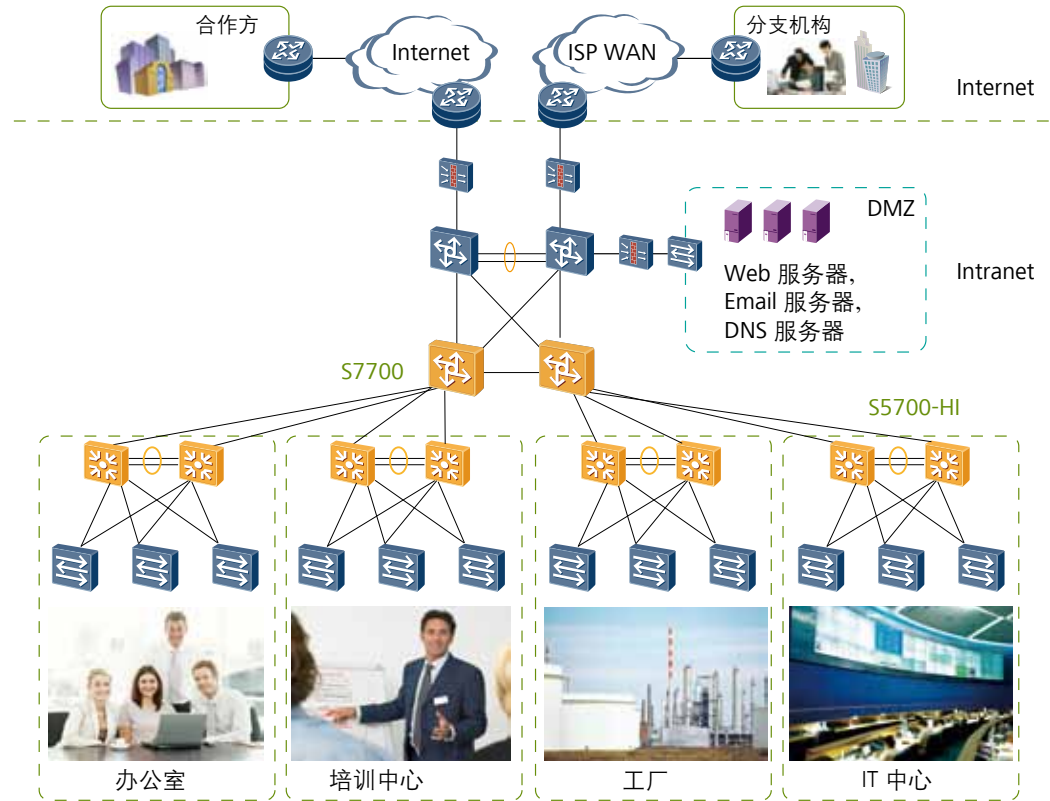 合作方
Internet
ISP WAN
分支机构
Internet
DMZ
Web 服务器,
Email 服务器,
DNS 服务器
Intranet
S7700
S5700-HI
办公室
培训中心
工厂
IT 中心